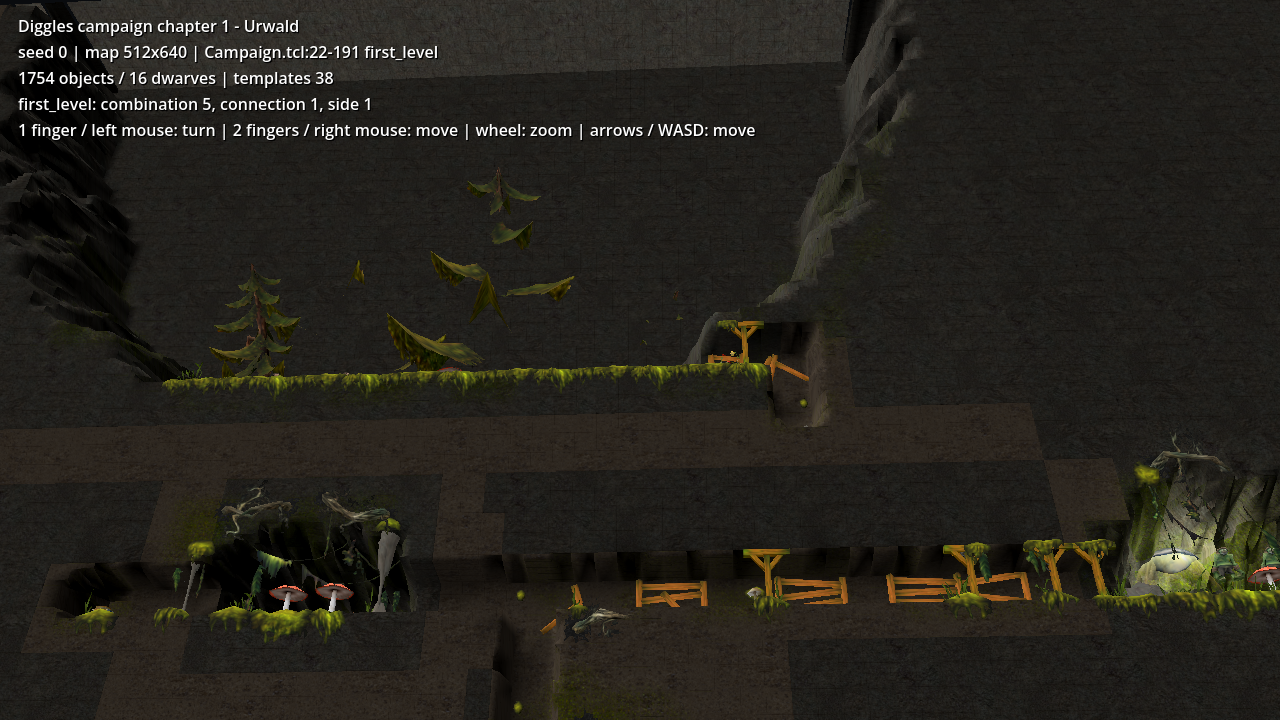 Diggles campaign chapter 1 - Urwald
seed 0 | map 512x640 | Campaign.tcl:22-191 first_level
1754 objects / 16 dwarves | templates 38
first_level: combination 5, connection 1, side 1
1 finger / left mouse: turn | 2 fingers / right mouse: move | wheel: zoom | arrows / WASD: move